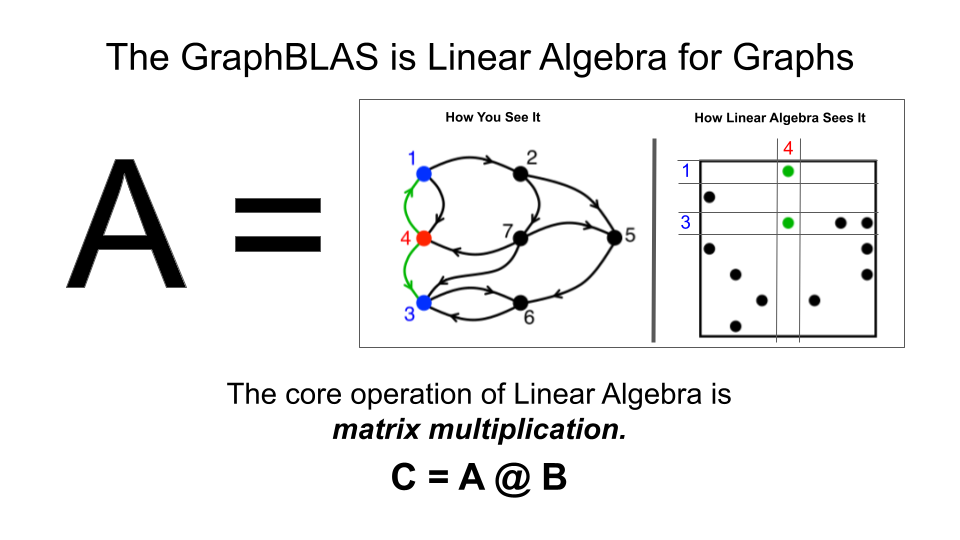 The GraphBLAS is Linear Algebra for Graphs
A =
How You See It
1
2
4
7
5
3
6
How Linear Algebra Sees It
4
1
3
The core operation of Linear Algebra is
matrix multiplication.
C = A @ B